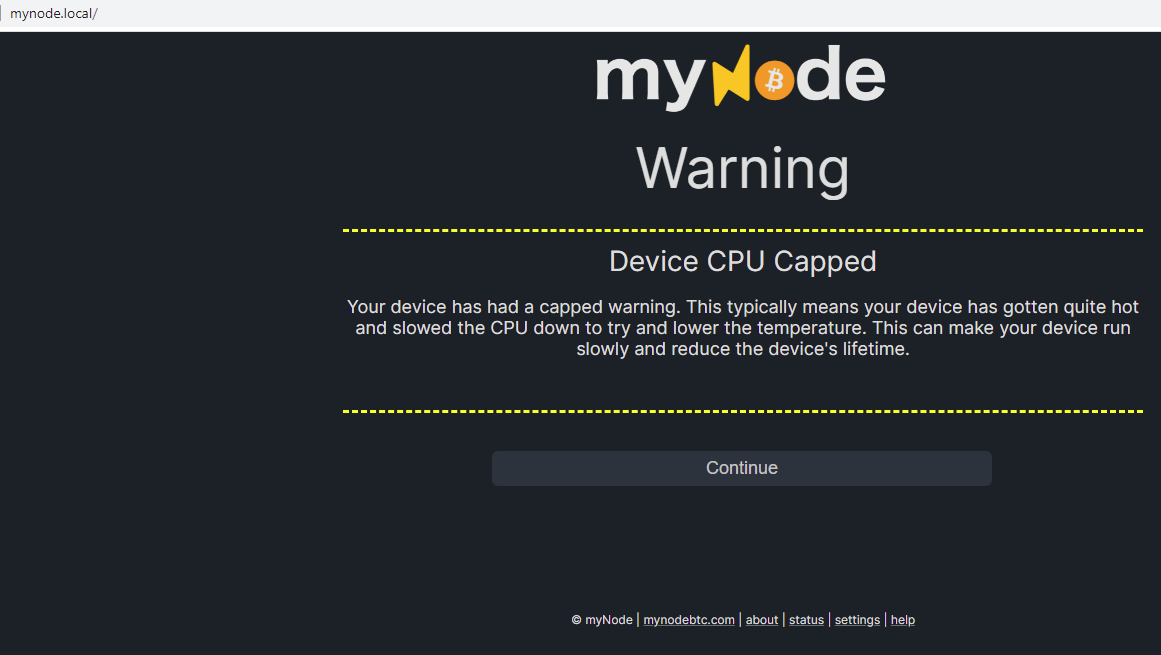 mynode.local/
myNode
Warning
Device CPU Capped
Your device has had a capped warning. This typically means your device has gotten quite hot
and slowed the CPU down to try and lower the temperature. This can make your device run
slowly and reduce the device's lifetime.
Continue
© myNode | mynodebtc.com | about | status | settings | help